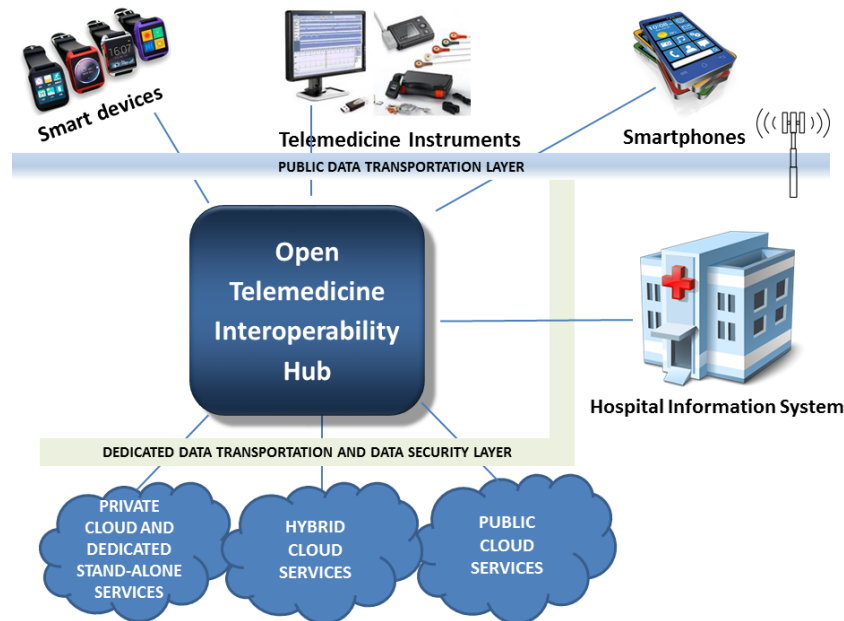 Smart devices
Telemedicine Instruments
Smartphones
PUBLIC DATA TRANSPORTATION LAYER
Open
Telemedicine
Interoperability
Hub
Hospital Information System
DEDICATED DATA TRANSPORTATION AND DATA SECURITY LAYER
PRIVATE
CLOUD AND
DEDICATED
STAND-ALONE
SERVICES
HYBRID
CLOUD
SERVICES
PUBLIC
CLOUD
SERVICES